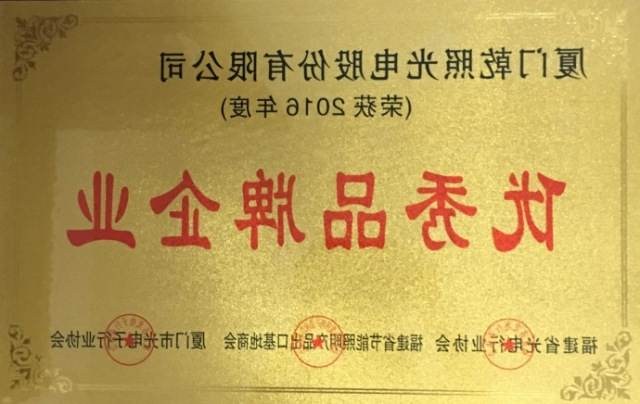 厦门乾照光电股份有限公司
(荣获2016年度)
优秀品牌企业
福建省光电行业协会 福建省节能照明产品出口基地商会 厦门市光电子行业协会